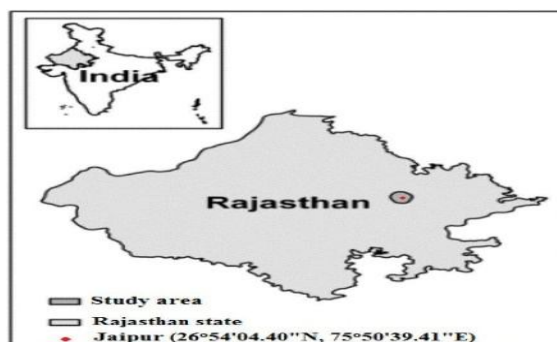 India
Rajasthan
Study area
Rajasthan state
Jaipur (26°54'04.40"N, 75°50'39.41"E)